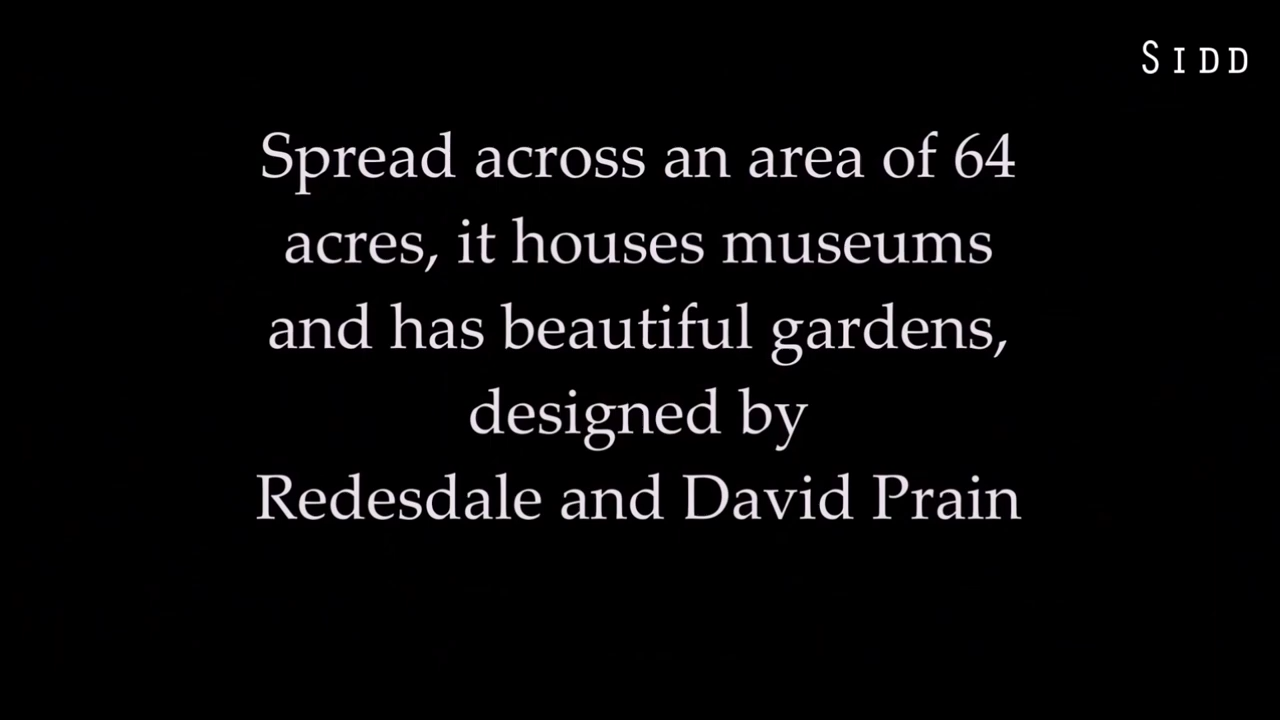 SIDD
Spread across an area of 64
acres, it houses museums
and has beautiful gardens,
designed by
Redesdale and David Prain